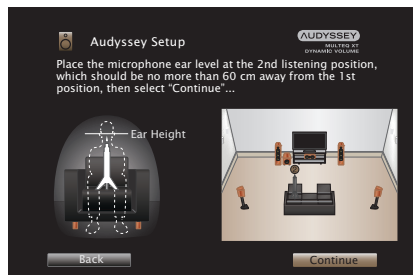 Audyssey Setup
AUDYSSEY
MULTEQ XT
DYNAMIC VOLUME
Place the microphone ear level at the 2nd listening position,
which should be no more than 60 cm away from the 1st
position, then select “Continue”...
Ear Height
Back
Continue